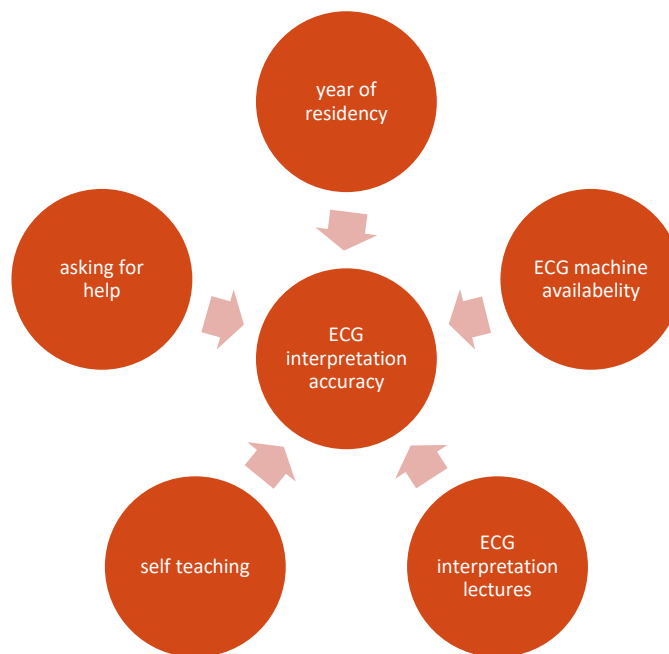 year of
residency
asking for
help
ECG machine
availabelity
ECG
interpretation
accuracy
self teaching
ECG
interpretation
lectures